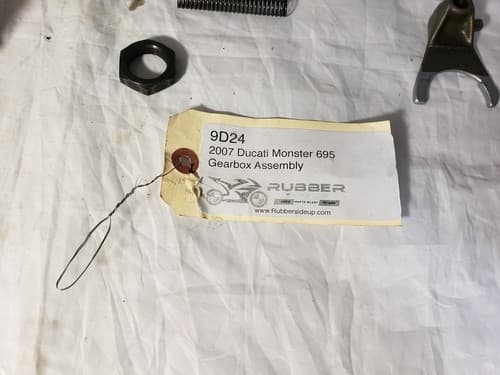 9D24
2007 Ducati Monster 695
Gearbox Assembly
RUBBER
www.Rubbersideup.com